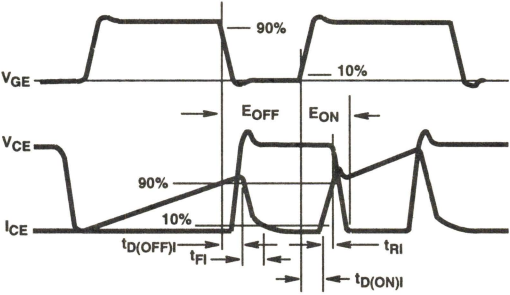 90%
10%
VGE
EOFF
EON
VCE
90%
10%
ICE
tD(OFF)I
tRI
tFI
tD(ON)I